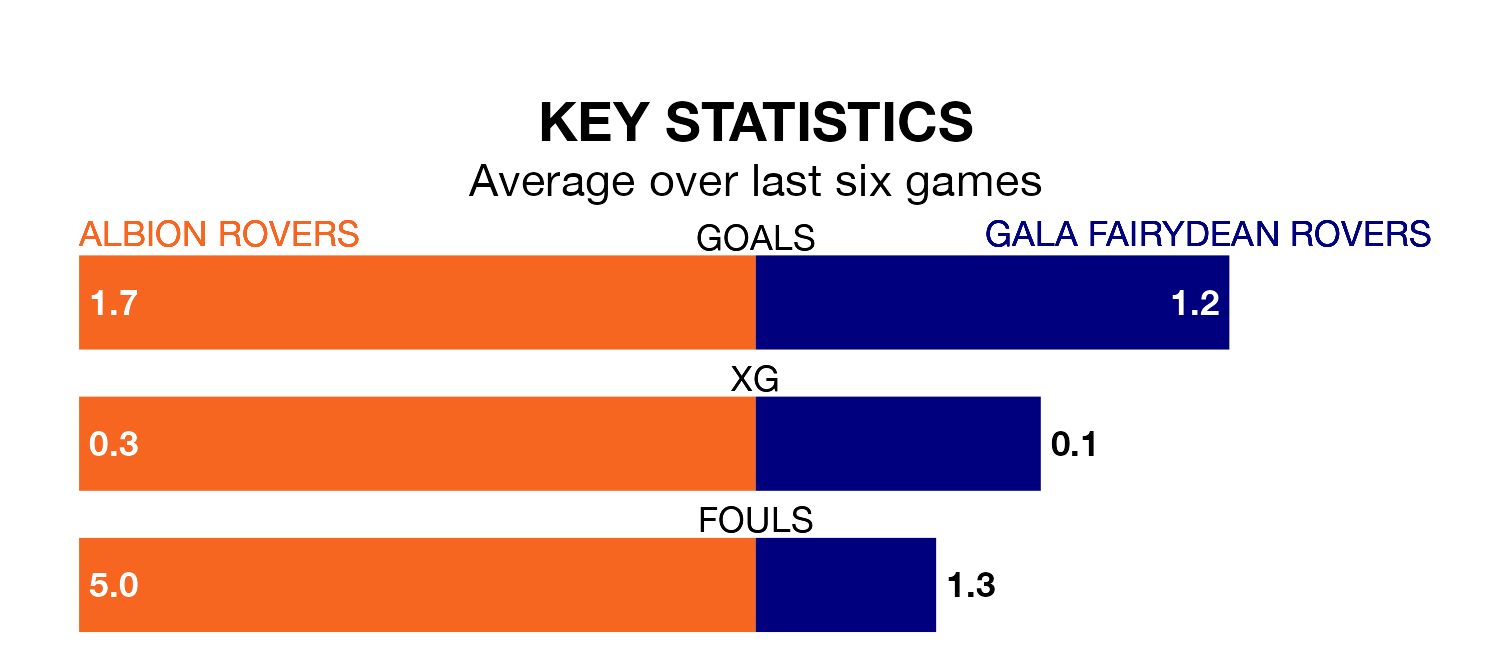 KEY STATISTICS
Average over last six games
ALBION ROVERS GOALS GALA FAIRYDEAN ROVERS
1.7 1.2
XG
0.3 0.1
FOULS
5.0 1.3